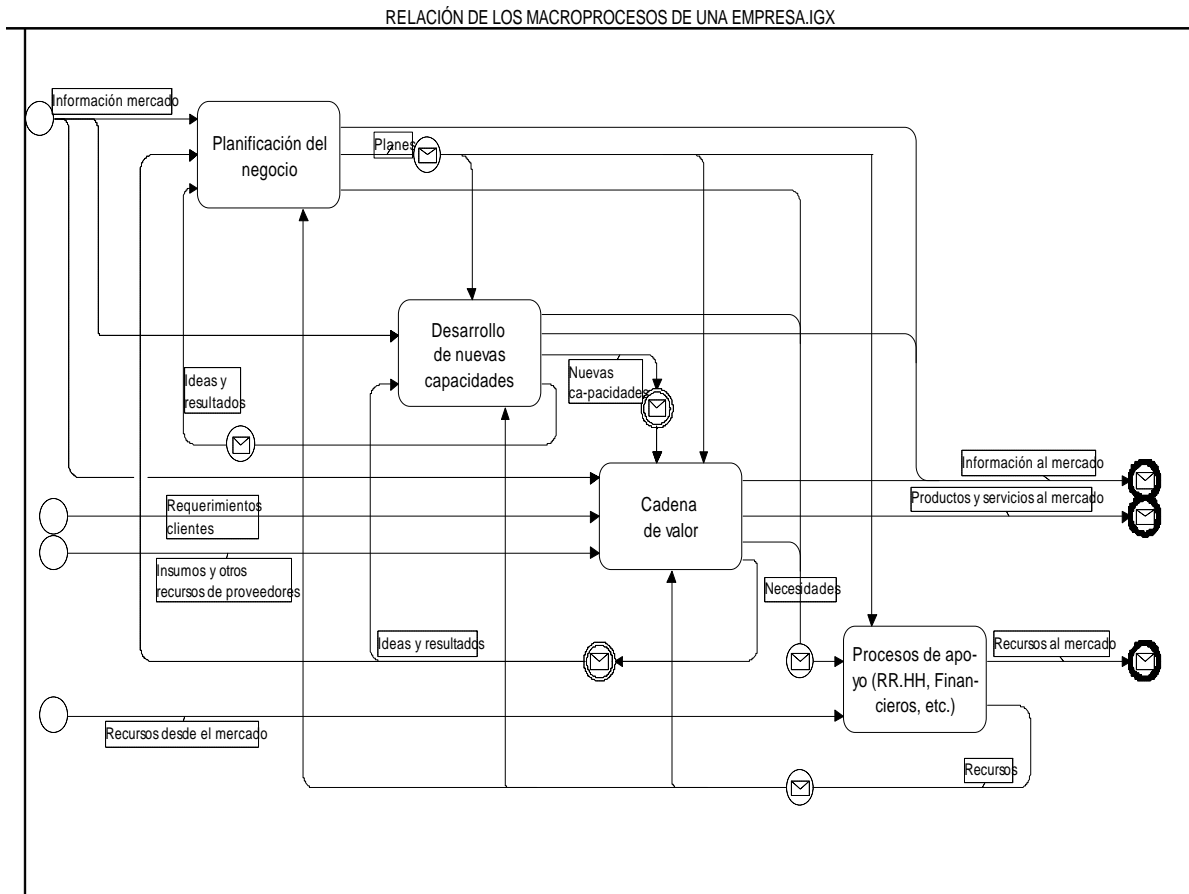 RELACIÓN DE LOS MACROPROCESOS DE UNA EMPRESA.IGX
Información mercado
Planificación del
negocio
Planes
Desarrollo
de nuevas
capacidades
Ideas y
resultados
Nuevas
ca-pacidades
Información al mercado
Productos y servicios al mercado
Requerimientos
clientes
Cadena
de valor
Insumos y otros
recursos de proveedores
Necesidades
Ideas y resultados
Procesos de apo-
yo (RR.HH, Finan-
cieros, etc.)
Recursos al mercado
Recursos desde el mercado
Recursos